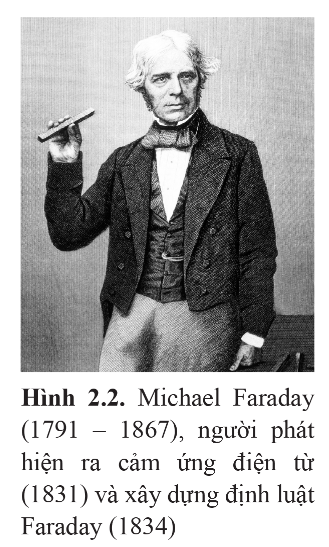 Hình 2.2. Michael Faraday
(1791 – 1867), người phát
hiện ra cảm ứng điện từ
(1831) và xây dựng định luật
Faraday (1834)